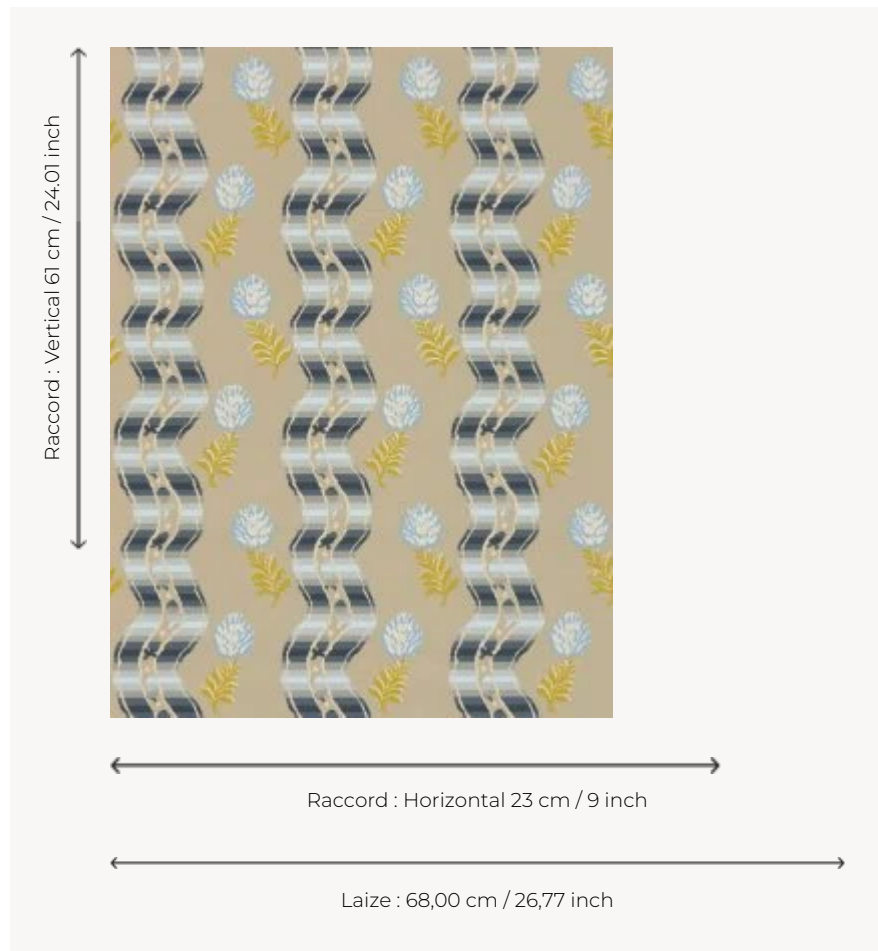 Raccord : Vertical 61 cm / 24.01 inch
Raccord : Horizontal 23 cm / 9 inch
Laize : 68,00 cm / 26,77 inch